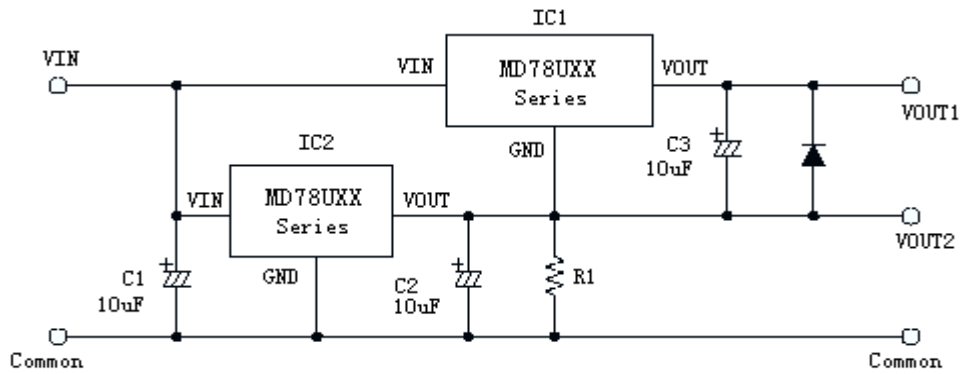 IC1
VIN
VIN
MD78UXX
Series
VOUT
VOUT1
GND
C3
10uF
IC2
VIN
MD78UXX
Series
VOUT
VOUT2
GND
C1
10uF
C2
10uF
R1
Common
Common